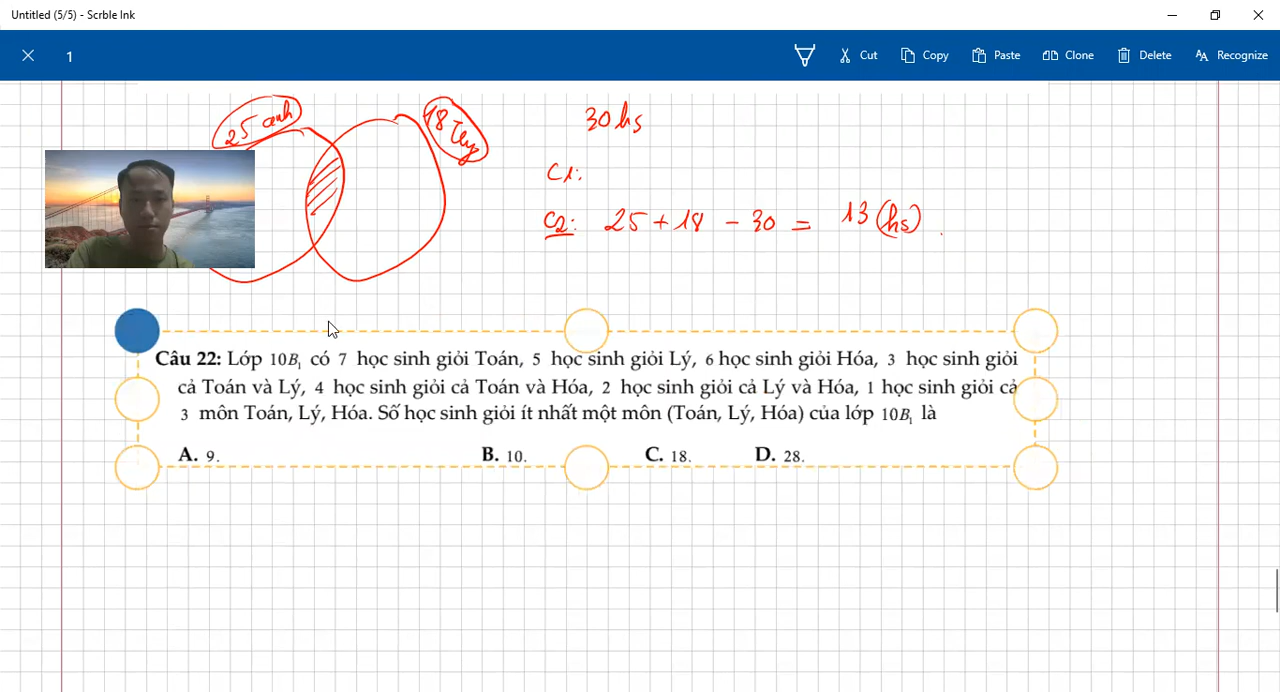 Untitled (5/5) - Scrble Ink
1 Cut Copy Paste Clone Delete Recognize
25 anh
18
30 hs
C1:
C2: 25 + 18 - 30 = 13 (hs).
Câu 22: Lớp 10B₁ có 7 học sinh giỏi Toán, 5 học sinh giỏi Lý, 6 học sinh giỏi Hóa, 3 học sinh giỏi
cả Toán và Lý, 4 học sinh giỏi cả Toán và Hóa, 2 học sinh giỏi cả Lý và Hóa, 1 học sinh giỏi cả
3 môn Toán, Lý, Hóa. Số học sinh giỏi ít nhất một môn (Toán, Lý, Hóa) của lớp 10B₁ là
A. 9. B. 10. C. 18. D. 28.